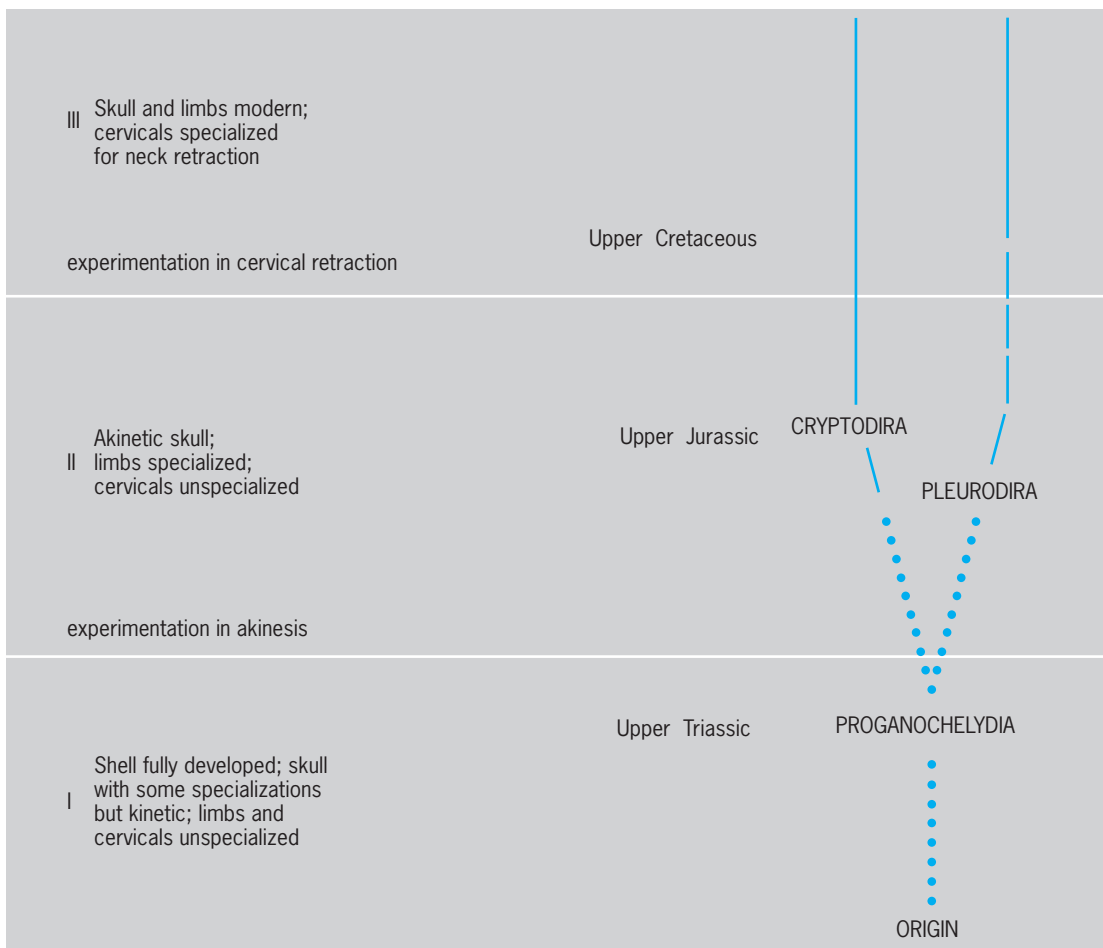 III
Skull and limbs modern;
cervicals specialized
for neck retraction
Upper Cretaceous
experimentation in cervical retraction
II
Akinetic skull;
limbs specialized;
cervicals unspecialized
Upper Jurassic
CRYPTODIRA
PLEURODIRA
experimentation in akinesis
Upper Triassic
PROGANOCHELYDIA
I
Shell fully developed; skull
with some specializations
but kinetic; limbs and
cervicals unspecialized
ORIGIN